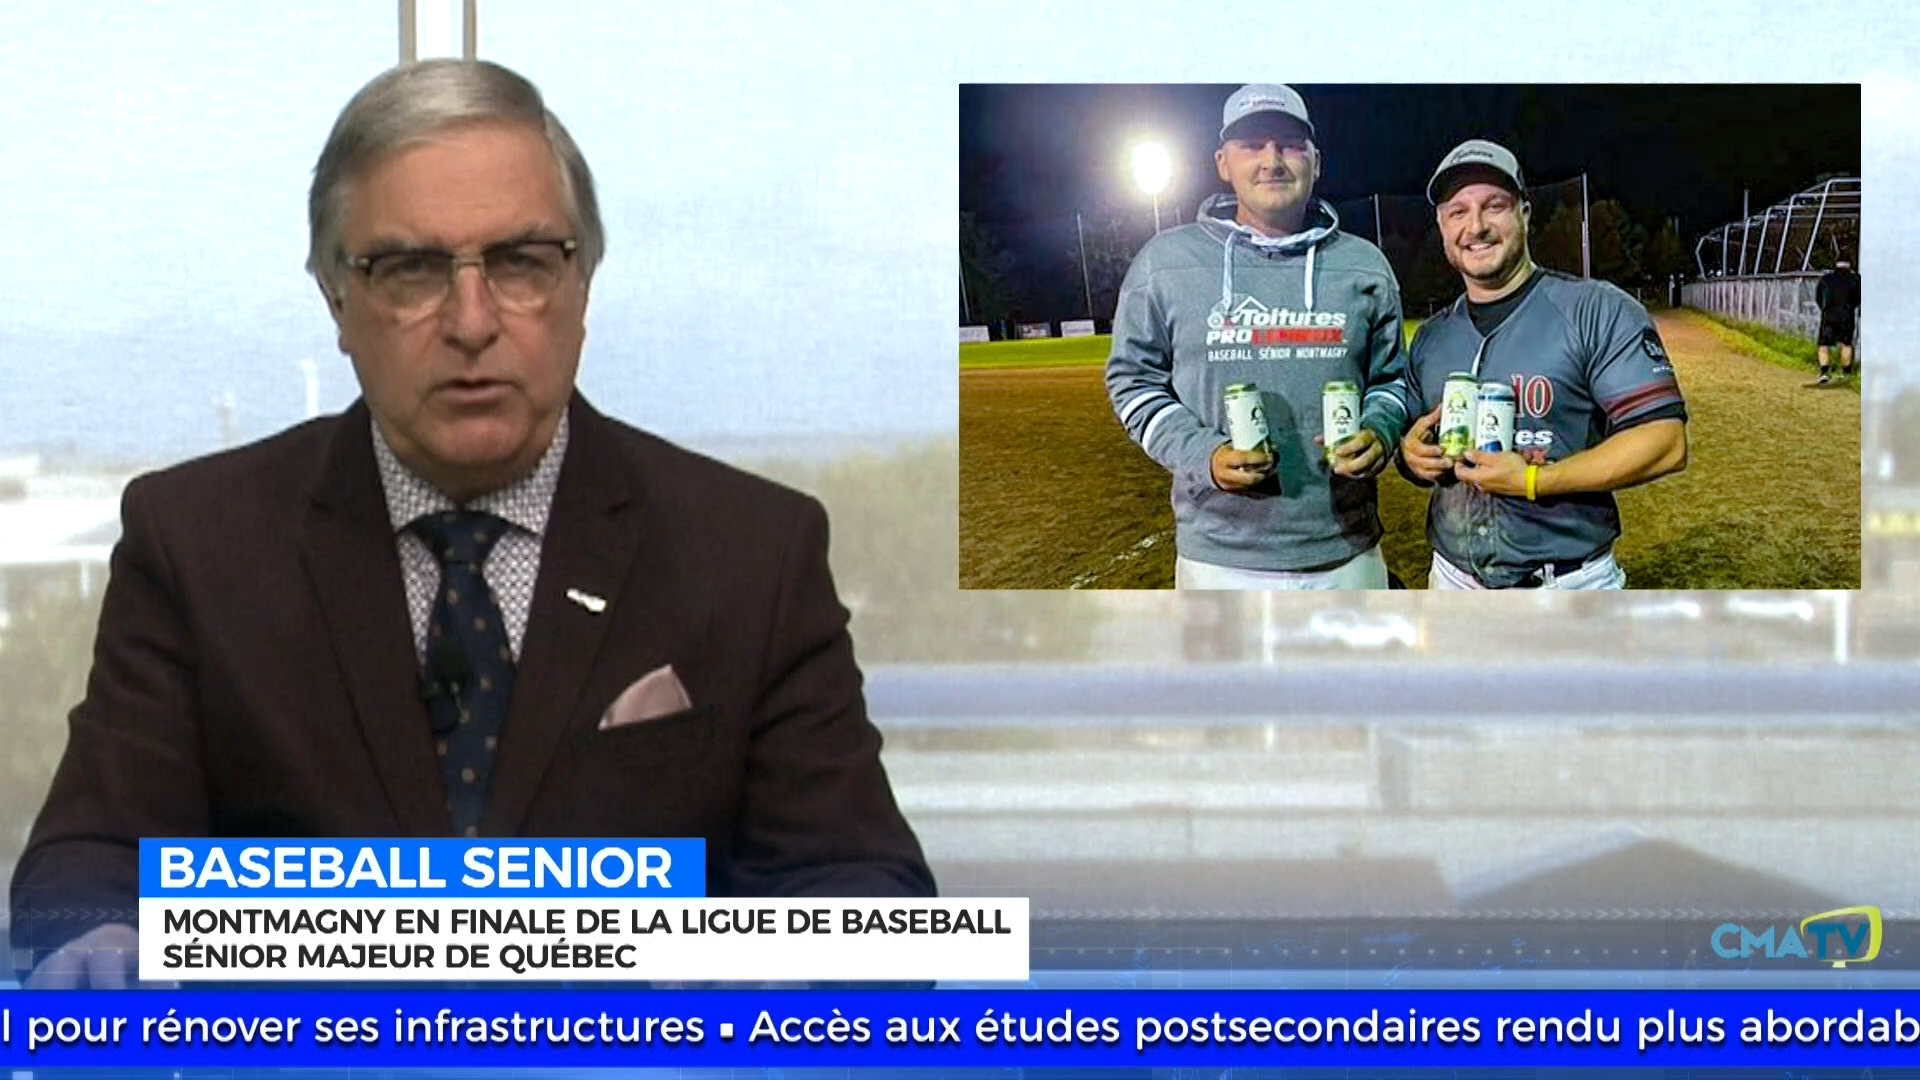 Toitures
PRO LEMIEUX
BASEBALL SÉNIOR MONTMAGNY
10
BASEBALL SENIOR
MONTMAGNY EN FINALE DE LA LIGUE DE BASEBALL
SÉNIOR MAJEUR DE QUÉBEC
CMATV
l pour rénover ses infrastructures ▪ Accès aux études postsecondaires rendu plus abordab